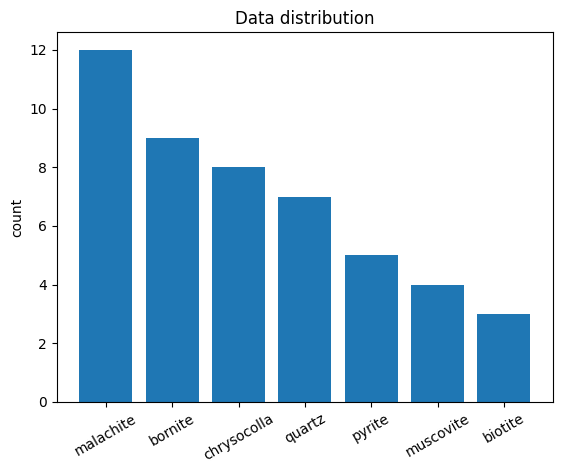 Data distribution
12
10
8
6
4
2
0
count
malachite
bornite
chrysocolla
quartz
pyrite
muscovite
biotite